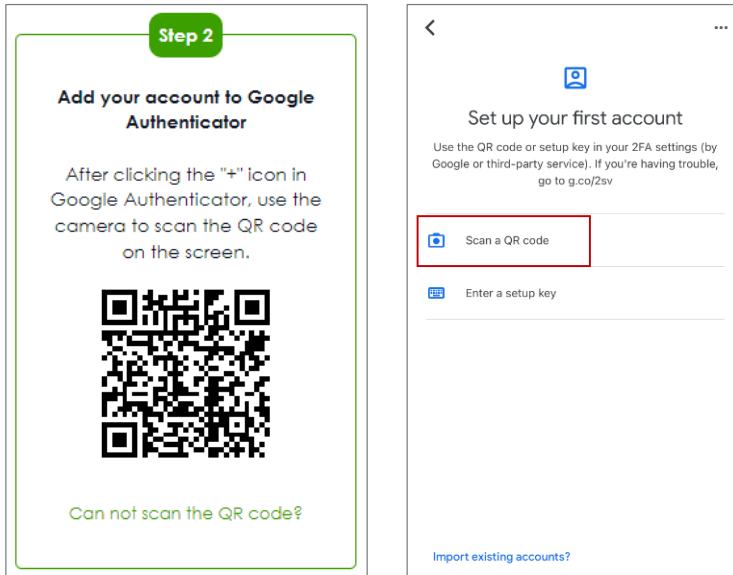 Step 2
Add your account to Google
Authenticator
After clicking the "+" icon in
Google Authenticator, use the
camera to scan the QR code
on the screen.
Can not scan the QR code?
Set up your first account
Use the QR code or setup key in your 2FA settings (by
Google or third-party service). If you're having trouble,
go to g.co/2sv
Scan a QR code
Enter a setup key
Import existing accounts?